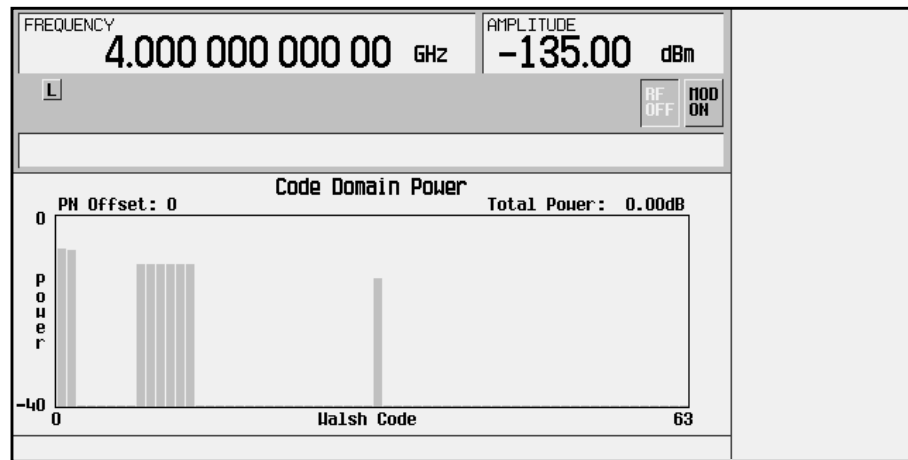 FREQUENCY
4.000 000 000 00 GHz
AMPLITUDE
-135.00 dBm
L
RF
OFF
MOD
ON
Code Domain Power
PN Offset: 0
Total Power: 0.00dB
0
Power
-40
0
Walsh Code
63